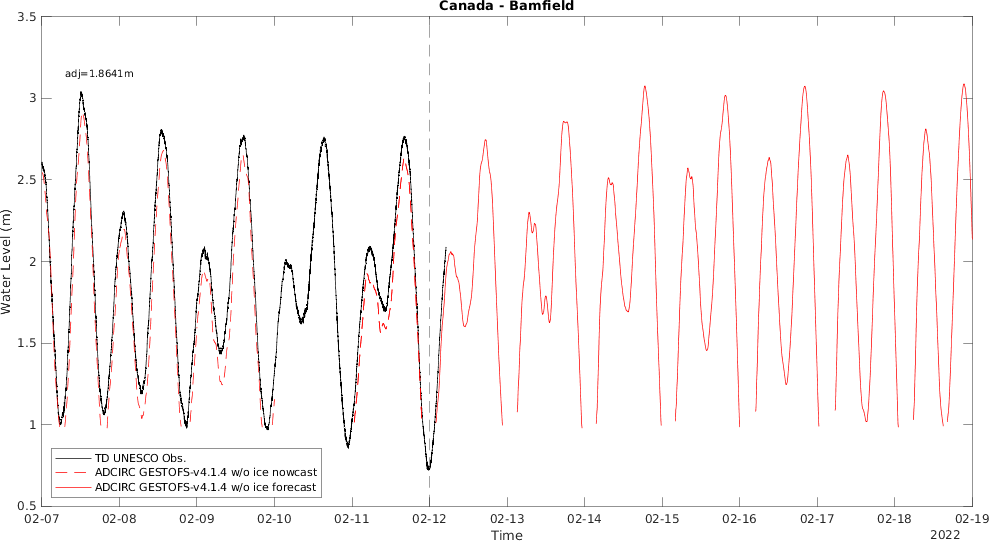 Canada - Bamfield
3.5
adj=1.8641m
3
2.5
2
1.5
1
0.5
Water Level (m)
TD UNESCO Obs.
ADCIRC GESTOFS-v4.1.4 w/o ice nowcast
ADCIRC GESTOFS-v4.1.4 w/o ice forecast
02-07 02-08 02-09 02-10 02-11 02-12 02-13 02-14 02-15 02-16 02-17 02-18 02-19
Time
2022